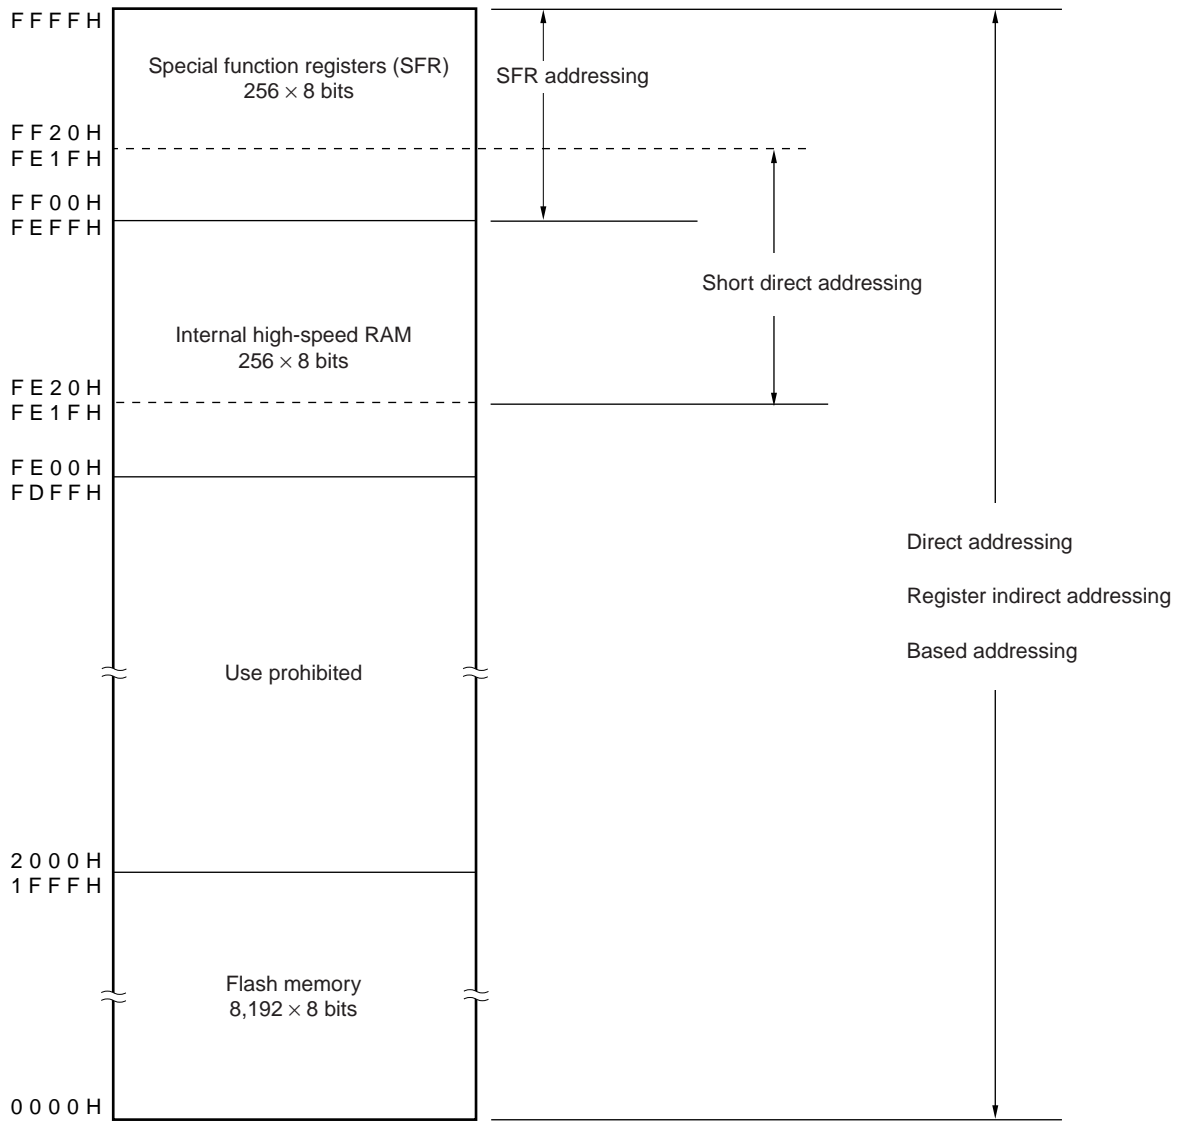 FFFFH
Special function registers (SFR)
256 × 8 bits
SFR addressing
FF20H
FE1FH
FF00H
FEFFH
Short direct addressing
Internal high-speed RAM
256 × 8 bits
FE20H
FE1FH
FE00H
FDFFH
Direct addressing
Register indirect addressing
Based addressing
Use prohibited
2000H
1FFFH
Flash memory
8,192 × 8 bits
0000H